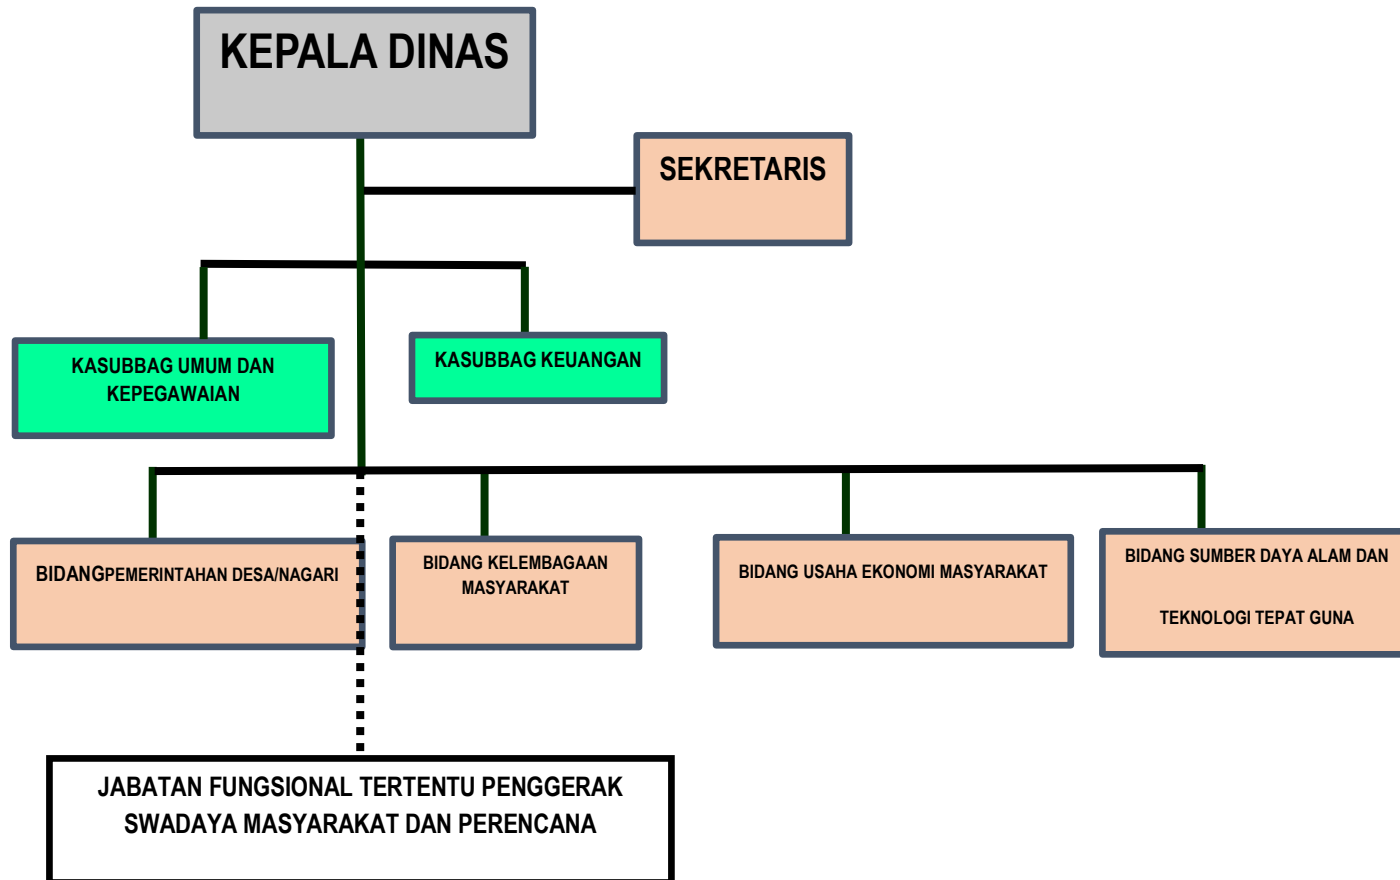 KEPALA DINAS
SEKRETARIS
KASUBBAG UMUM DAN
KEPEGAWAIAN
KASUBBAG KEUANGAN
BIDANGPEMERINTAHAN DESA/NAGARI
BIDANG KELEMBAGAAN
MASYARAKAT
BIDANG USAHA EKONOMI MASYARAKAT
BIDANG SUMBER DAYA ALAM DAN
TEKNOLOGI TEPAT GUNA
JABATAN FUNGSIONAL TERTENTU PENGGERAK
SWADAYA MASYARAKAT DAN PERENCANA